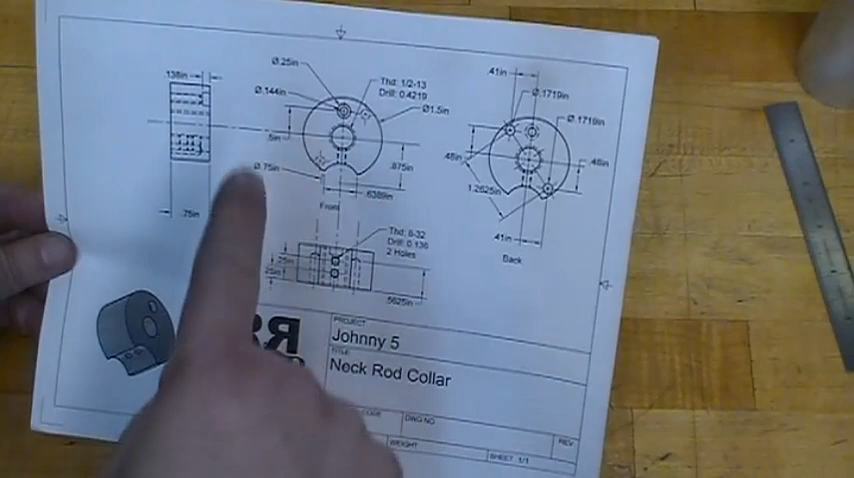 .138in
.75in
Ø.25in
Ø.144in
Thd: 1/2-13
Drill: 0.4219
Ø1.5in
.5in
.875in
Ø.75in
.6389in
Front
.41in
Ø.1719in
Ø.1719in
.48in
.48in
1.2625in
.41in
Back
Thd: 8-32
Drill: 0.136
2 Holes
.25in
.25in
.5625in
PROJECT
Johnny 5
TITLE
Neck Rod Collar
CODE
DWG NO
REV
WEIGHT
SHEET 1/1